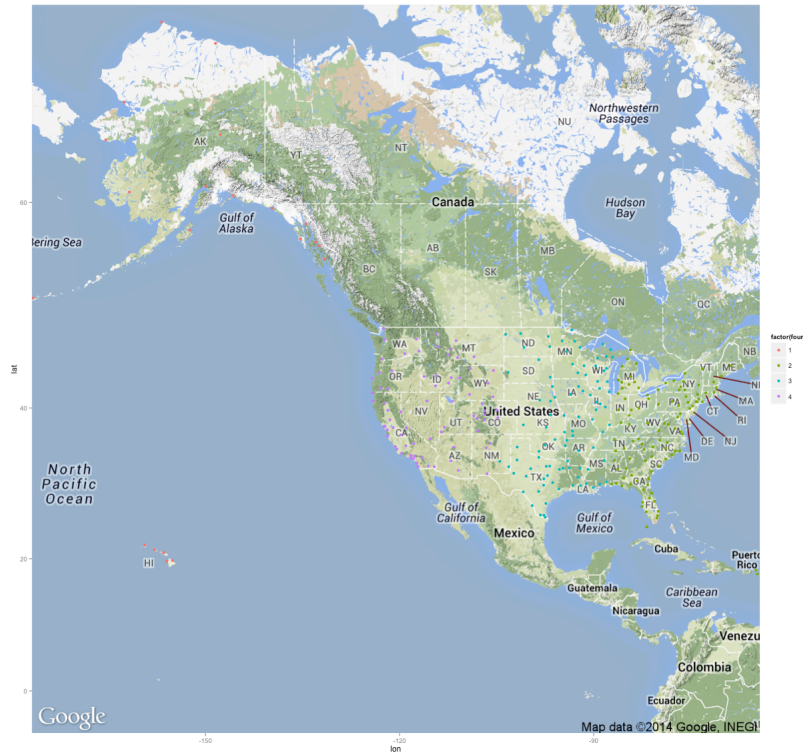 Northwestern
Passages
NU
AK
YT
NT
60
Canada
Hudson
Bay
Gulf of
Alaska
Bering Sea
AB
MB
BC
SK
ON
QC
lat
factor(four
1
2
3
4
WA
MT
ND
MN
NB
VT
ME
OR
ID
SD
WI
MI
NY
WY
NE
IA
PA
MA
40
NV
UT
CO
United States
KS
MO
IL
IN
OH
CT
RI
CA
KY
WV
VA
DE
NJ
AZ
NM
OK
AR
TN
NC
MD
North
Pacific
Ocean
TX
MS
AL
SC
LA
GA
FL
Gulf of
California
Gulf of
Mexico
Mexico
20
HI
Cuba
Puerto
Rico
Guatemala
Caribbean
Sea
Nicaragua
Venezu
Colombia
0
Ecuador
Google
Map data ©2014 Google, INEGI
-150
-120
-90
lon